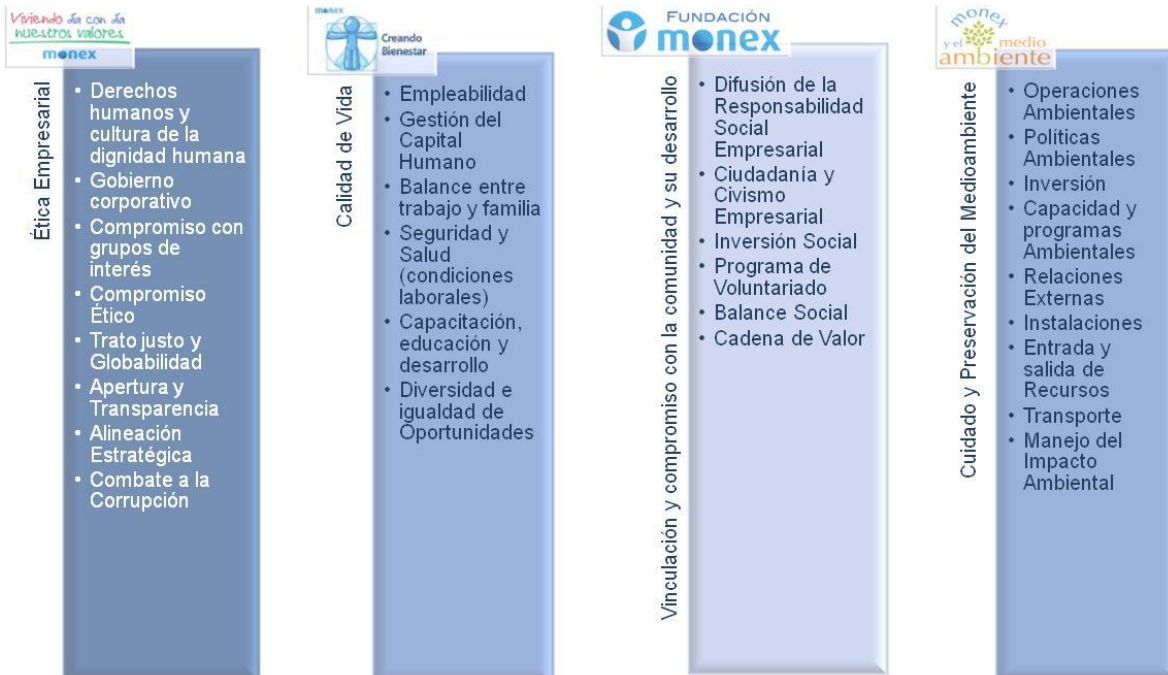 Viviendo día con día
nuestros valores
monex
Ética Empresarial
• Derechos
humanos y
cultura de la
dignidad humana
• Gobierno
corporativo
• Compromiso con
grupos de
interés
• Compromiso
Ético
• Trato justo y
Globabilidad
• Apertura y
Transparencia
• Alineación
Estratégica
• Combate a la
Corrupción
monex
Creando
Bienestar
Calidad de Vida
• Empleabilidad
• Gestión del
Capital
Humano
• Balance entre
trabajo y familia
• Seguridad y
Salud
(condiciones
laborales)
• Capacitación,
educación y
desarrollo
• Diversidad e
igualdad de
Oportunidades
FUNDACIÓN
monex
Vinculación y compromiso con la comunidad y su desarrollo
• Difusión de la
Responsabilidad
Social
Empresarial
• Ciudadanía y
Civismo
Empresarial
• Inversión Social
• Programa de
Voluntariado
• Balance Social
• Cadena de Valor
monex
y el medio
ambiente
Cuidado y Preservación del Medioambiente
• Operaciones
Ambientales
• Políticas
Ambientales
• Inversión
• Capacidad y
programas
Ambientales
• Relaciones
Externas
• Instalaciones
• Entrada y
salida de
Recursos
• Transporte
• Manejo del
Impacto
Ambiental